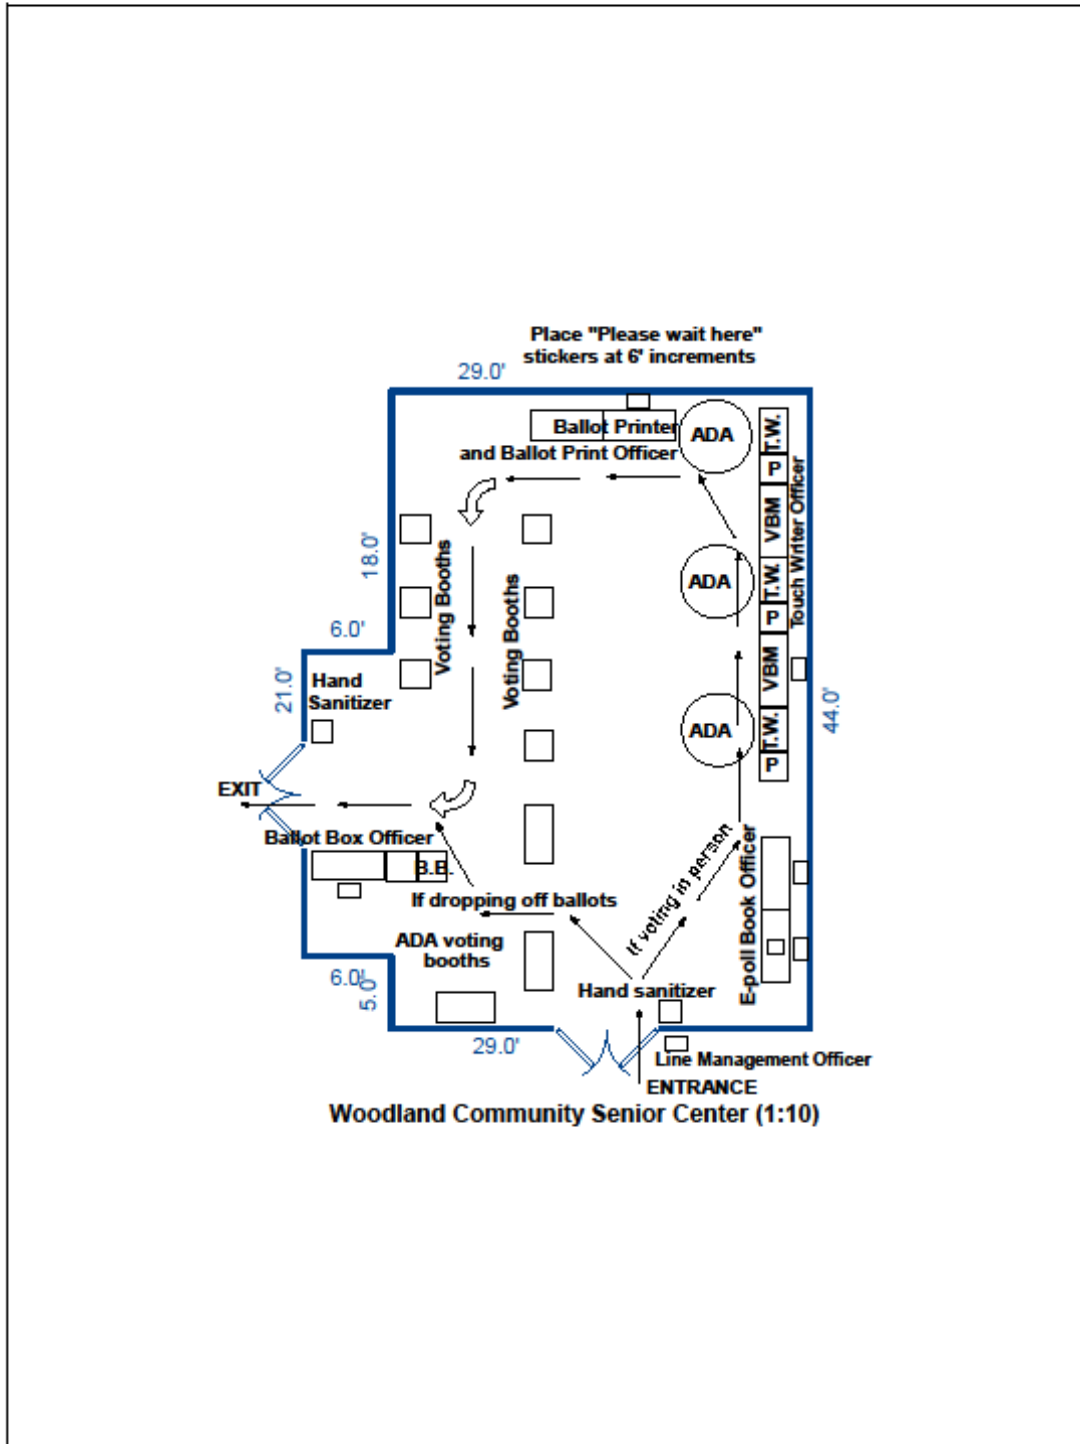 Place "Please wait here"
stickers at 6' increments
29.0'
Ballot Printer
and Ballot Print Officer
ADA
T.W.
P
VBM
T.W.
P
VBM
T.W.
P
Touch Writer Officer
ADA
ADA
18.0'
Voting Booths
Voting Booths
6.0'
21.0'
Hand
Sanitizer
44.0'
EXIT
Ballot Box Officer
B.B.
If dropping off ballots
If voting in person
E-poll Book Officer
ADA voting
booths
6.0'
5.0'
Hand sanitizer
29.0'
Line Management Officer
ENTRANCE
Woodland Community Senior Center (1:10)